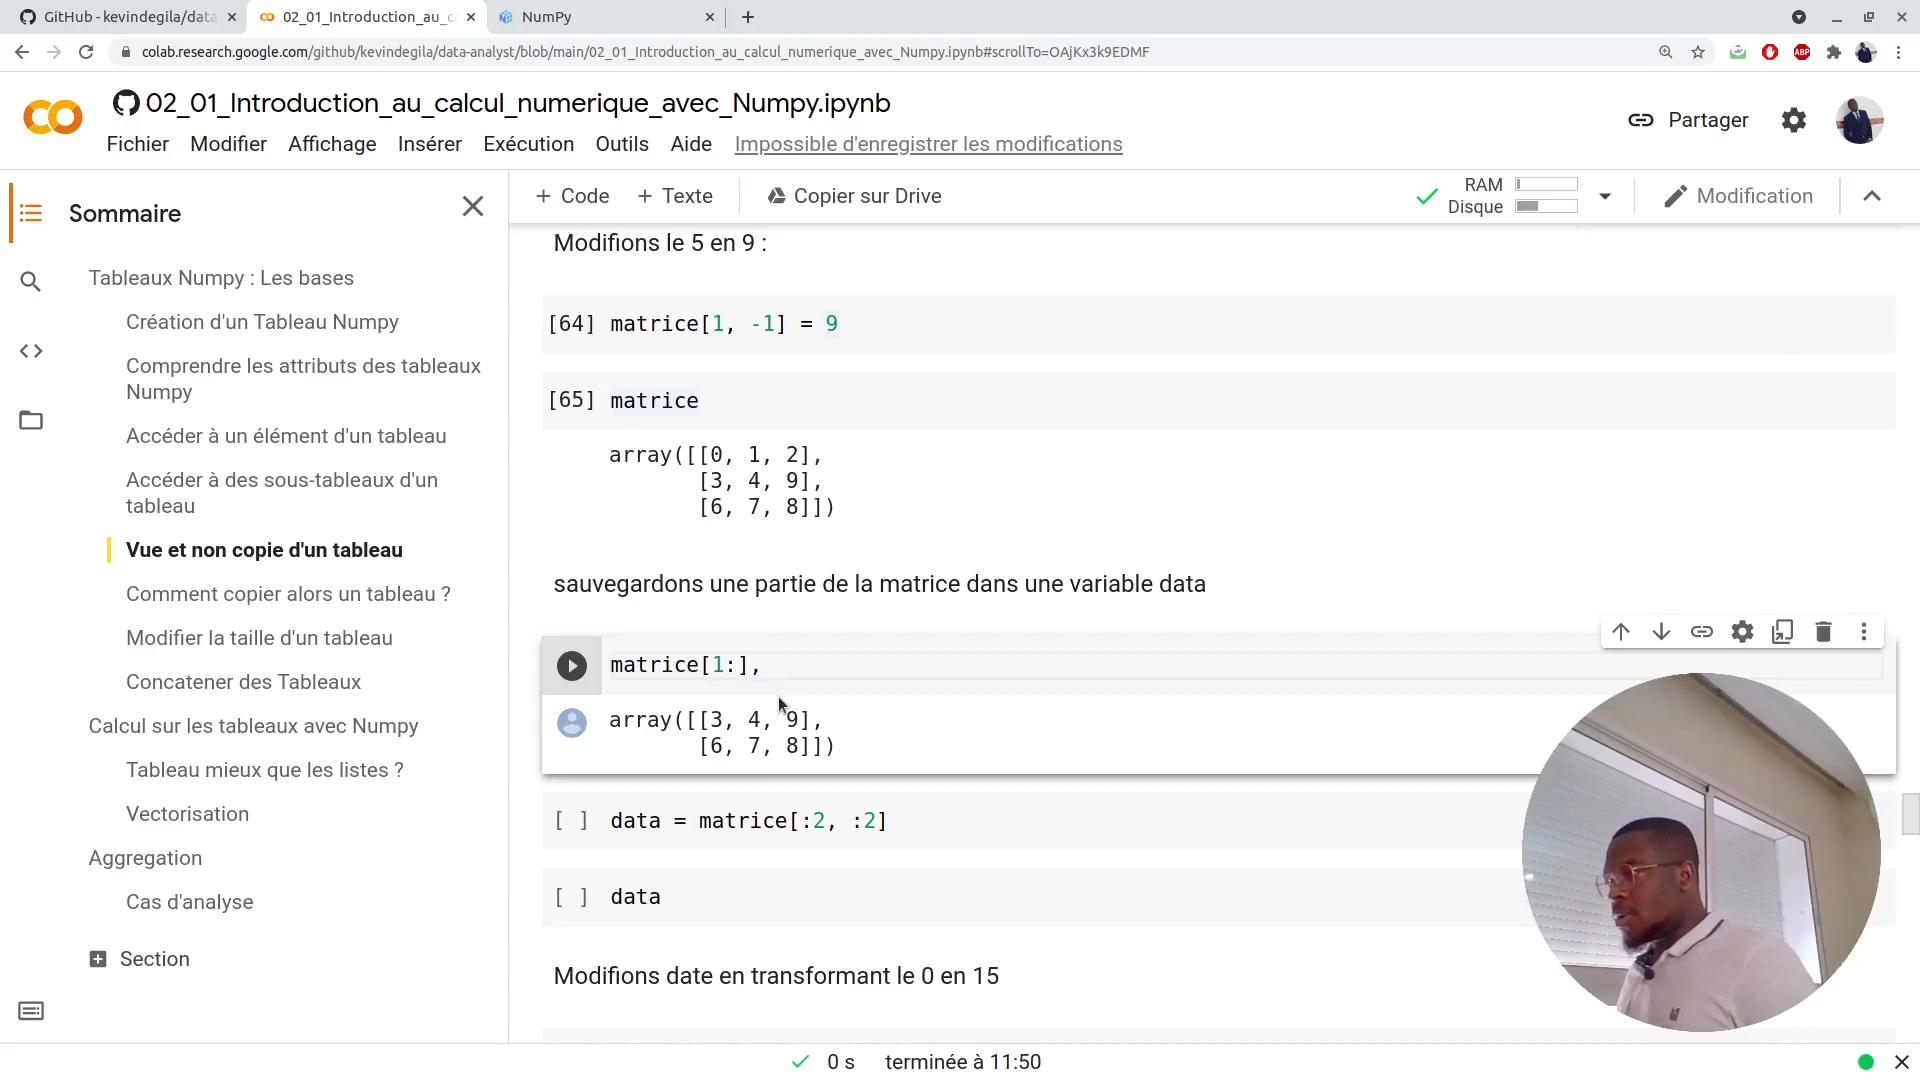 GitHub - kevindegila/data
02_01_Introduction_au_c
NumPy
colab.research.google.com/github/kevindegila/data-analyst/blob/main/02_01_Introduction_au_calcul_numerique_avec_Numpy.ipynb#scrollTo=OAjKx3k9EDMF
ABP
02_01_Introduction_au_calcul_numerique_avec_Numpy.ipynb
Partager
Fichier Modifier Affichage Insérer Exécution Outils Aide Impossible d'enregistrer les modifications
+ Code + Texte Copier sur Drive
RAM
Disque
Modification
Sommaire
Tableaux Numpy : Les bases
Création d'un Tableau Numpy
Comprendre les attributs des tableaux
Numpy
Accéder à un élément d'un tableau
Accéder à des sous-tableaux d'un
tableau
Vue et non copie d'un tableau
Comment copier alors un tableau ?
Modifier la taille d'un tableau
Concatener des Tableaux
Calcul sur les tableaux avec Numpy
Tableau mieux que les listes ?
Vectorisation
Aggregation
Cas d'analyse
Section
Modifions le 5 en 9 :
[64] matrice[1, -1] = 9
[65] matrice
array([[0, 1, 2],
[3, 4, 9],
[6, 7, 8]])
sauvegardons une partie de la matrice dans une variable data
matrice[1:],
array([[3, 4, 9],
[6, 7, 8]])
[ ] data = matrice[:2, :2]
[ ] data
Modifions date en transformant le 0 en 15
0 s terminée à 11:50